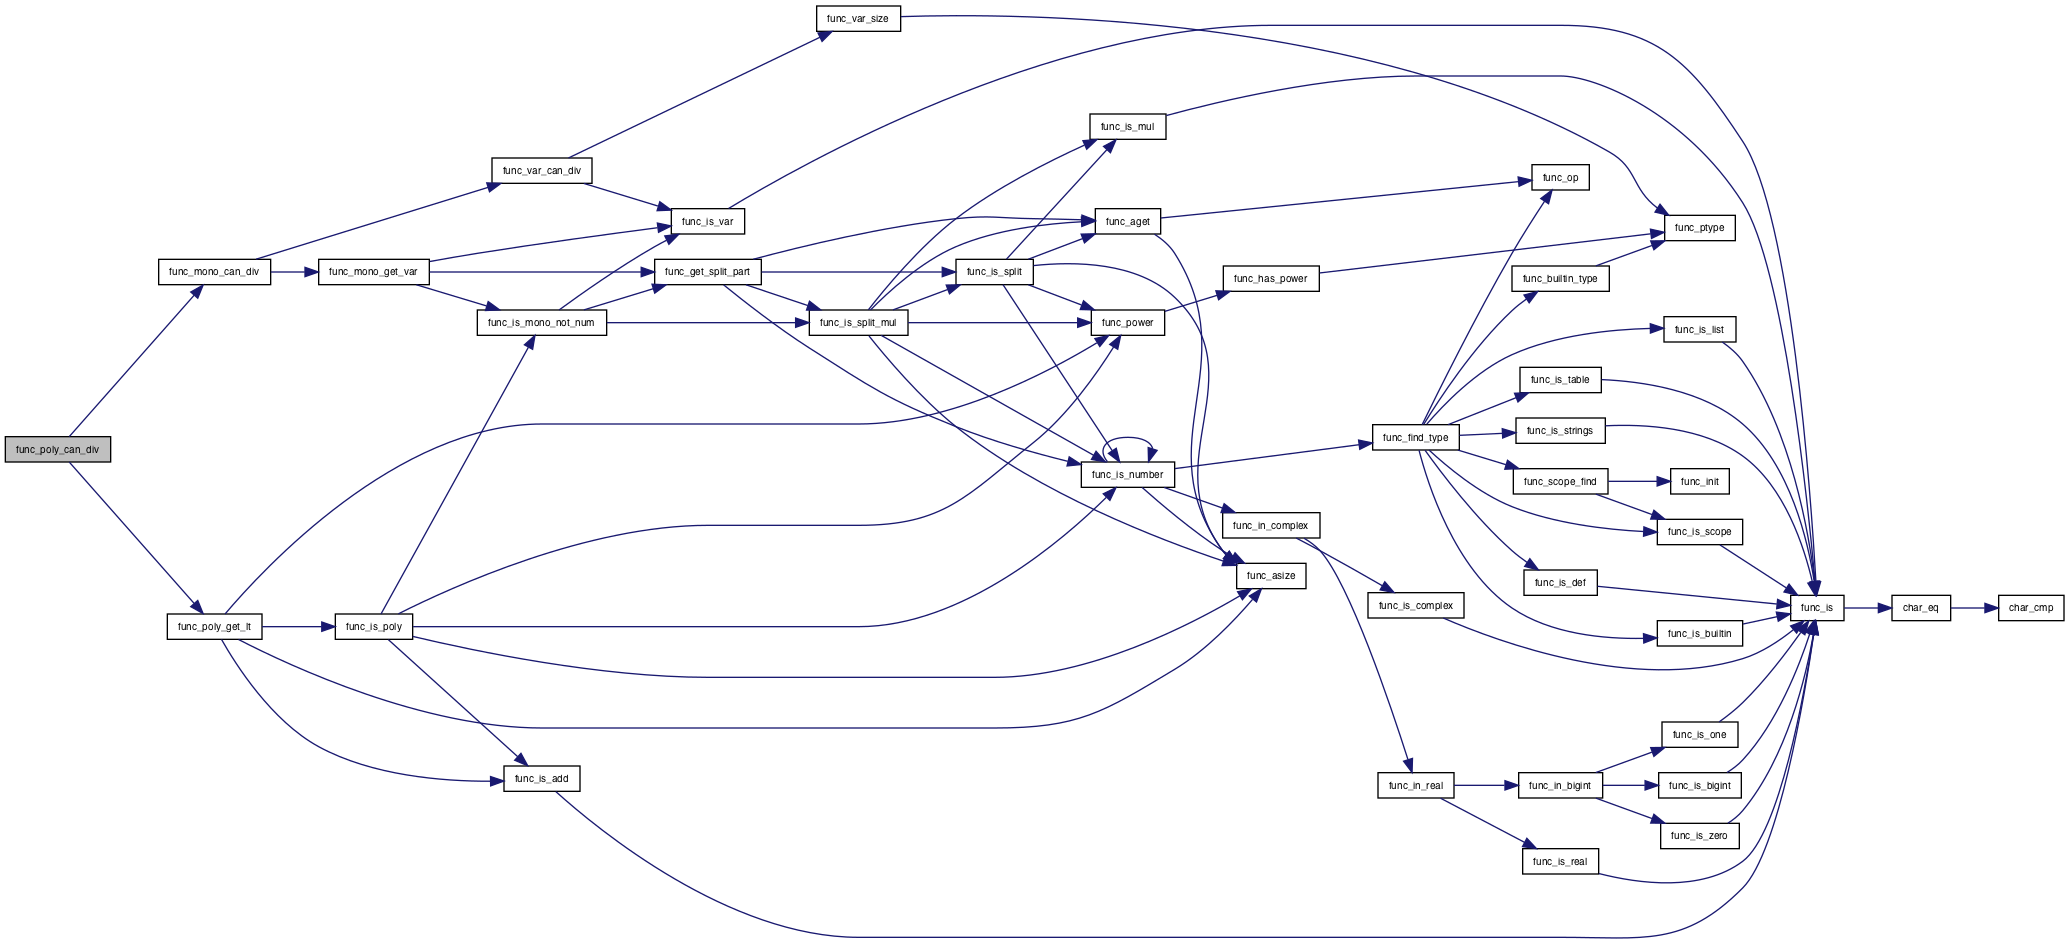 func_var_size
func_is_mul
func_var_can_div
func_op
func_is_var
func_aget
func_ptype
func_mono_can_div
func_mono_get_var
func_get_split_part
func_is_split
func_has_power
func_builtin_type
func_is_mono_not_num
func_is_split_mul
func_power
func_is_list
func_is_table
func_is_strings
func_find_type
func_poly_can_div
func_is_number
func_scope_find
func_init
func_in_complex
func_is_scope
func_asize
func_is_def
func_is_complex
func_is
char_eq
char_cmp
func_poly_get_lt
func_is_poly
func_is_builtin
func_is_one
func_is_add
func_in_real
func_in_bigint
func_is_bigint
func_is_zero
func_is_real